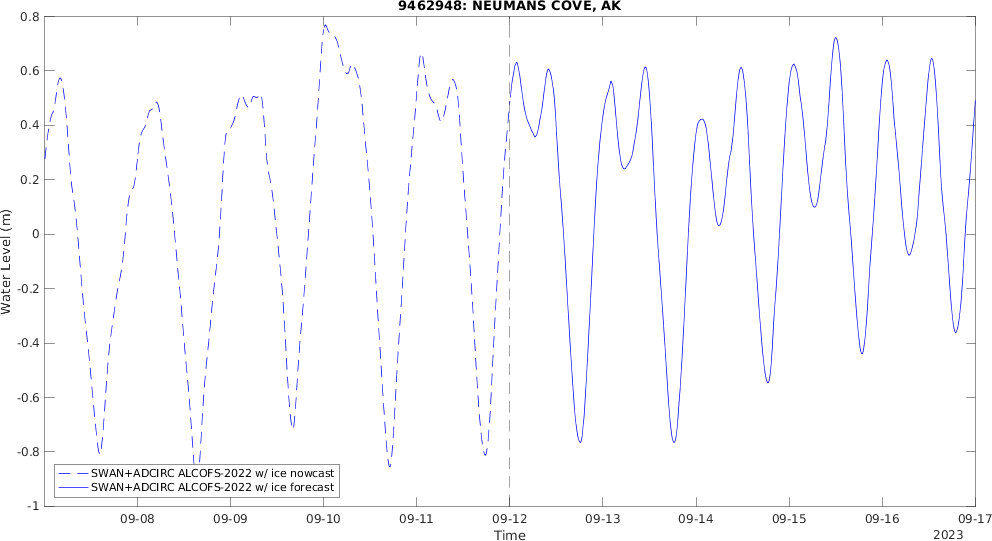 9462948: NEUMANS COVE, AK
Water Level (m)
0.8
0.6
0.4
0.2
0
-0.2
-0.4
-0.6
-0.8
-1
SWAN+ADCIRC ALCOFS-2022 w/ ice nowcast
SWAN+ADCIRC ALCOFS-2022 w/ ice forecast
09-08 09-09 09-10 09-11 09-12 09-13 09-14 09-15 09-16 09-17
Time
2023